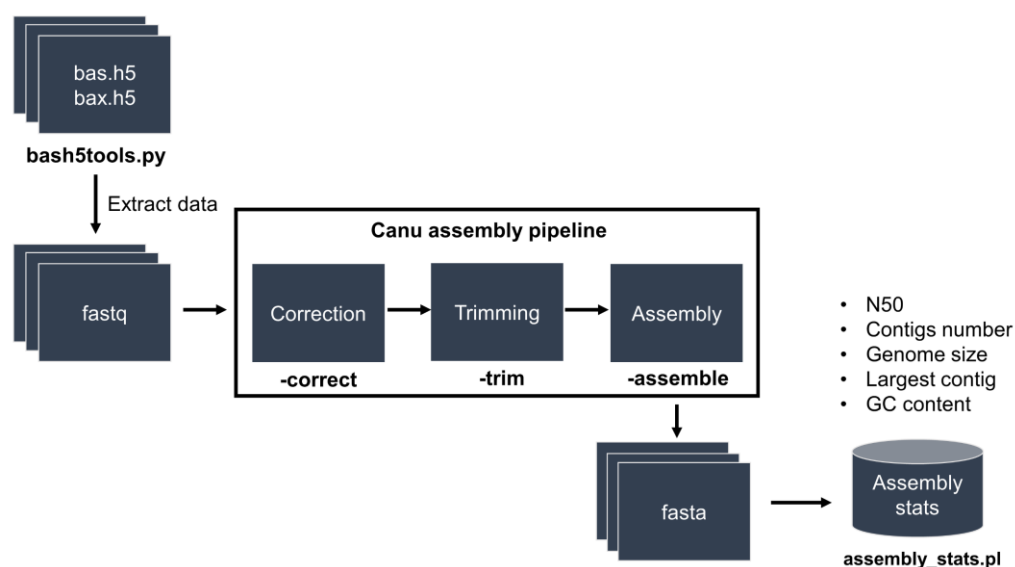 bas.h5
bax.h5
bash5tools.py
Extract data
Canu assembly pipeline
fastq
Correction
Trimming
Assembly
-correct
-trim
-assemble
• N50
• Contigs number
• Genome size
• Largest contig
• GC content
fasta
Assembly
stats
assembly_stats.pl